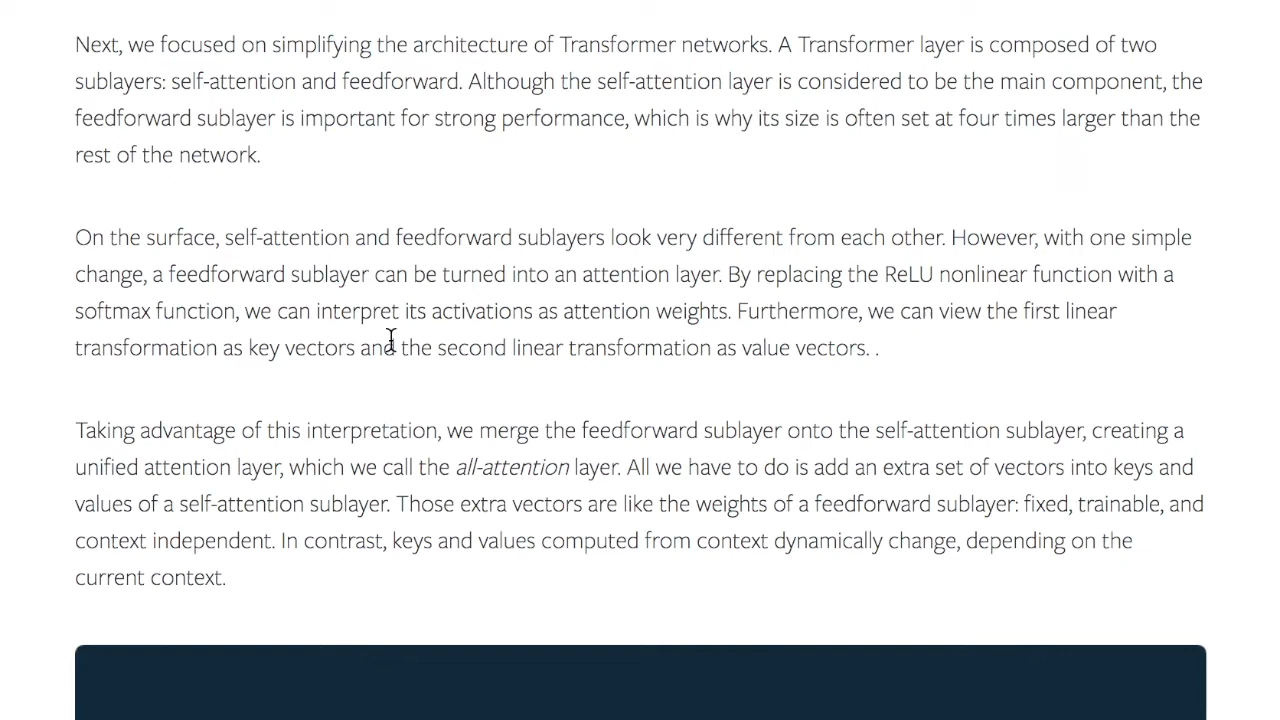 Next, we focused on simplifying the architecture of Transformer networks. A Transformer layer is composed of two
sublayers: self-attention and feedforward. Although the self-attention layer is considered to be the main component, the
feedforward sublayer is important for strong performance, which is why its size is often set at four times larger than the
rest of the network.
On the surface, self-attention and feedforward sublayers look very different from each other. However, with one simple
change, a feedforward sublayer can be turned into an attention layer. By replacing the ReLU nonlinear function with a
softmax function, we can interpret its activations as attention weights. Furthermore, we can view the first linear
transformation as key vectors and the second linear transformation as value vectors. .
Taking advantage of this interpretation, we merge the feedforward sublayer onto the self-attention sublayer, creating a
unified attention layer, which we call the all-attention layer. All we have to do is add an extra set of vectors into keys and
values of a self-attention sublayer. Those extra vectors are like the weights of a feedforward sublayer: fixed, trainable, and
context independent. In contrast, keys and values computed from context dynamically change, depending on the
current context.